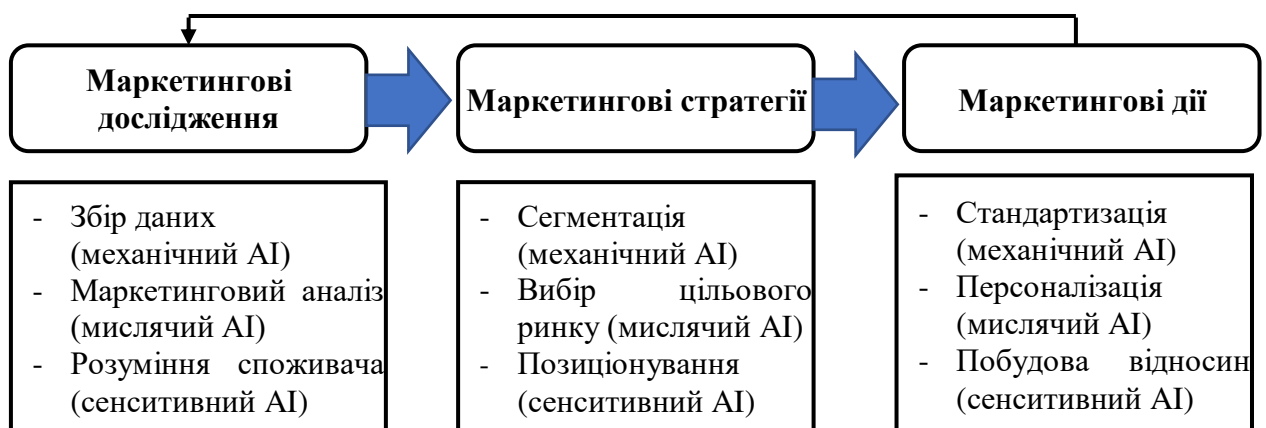 Маркетингові
дослідження
Маркетингові стратегії
Маркетингові дії
- Збір даних
(механічний AI)
- Маркетинговий аналіз
(мислячий AI)
- Розуміння споживача
(сенситивний AI)
- Сегментація
(механічний AI)
- Вибір цільового
ринку (мислячий AI)
- Позиціонування
(сенситивний AI)
- Стандартизація
(механічний AI)
- Персоналізація
(мислячий AI)
- Побудова відносин
(сенситивний AI)